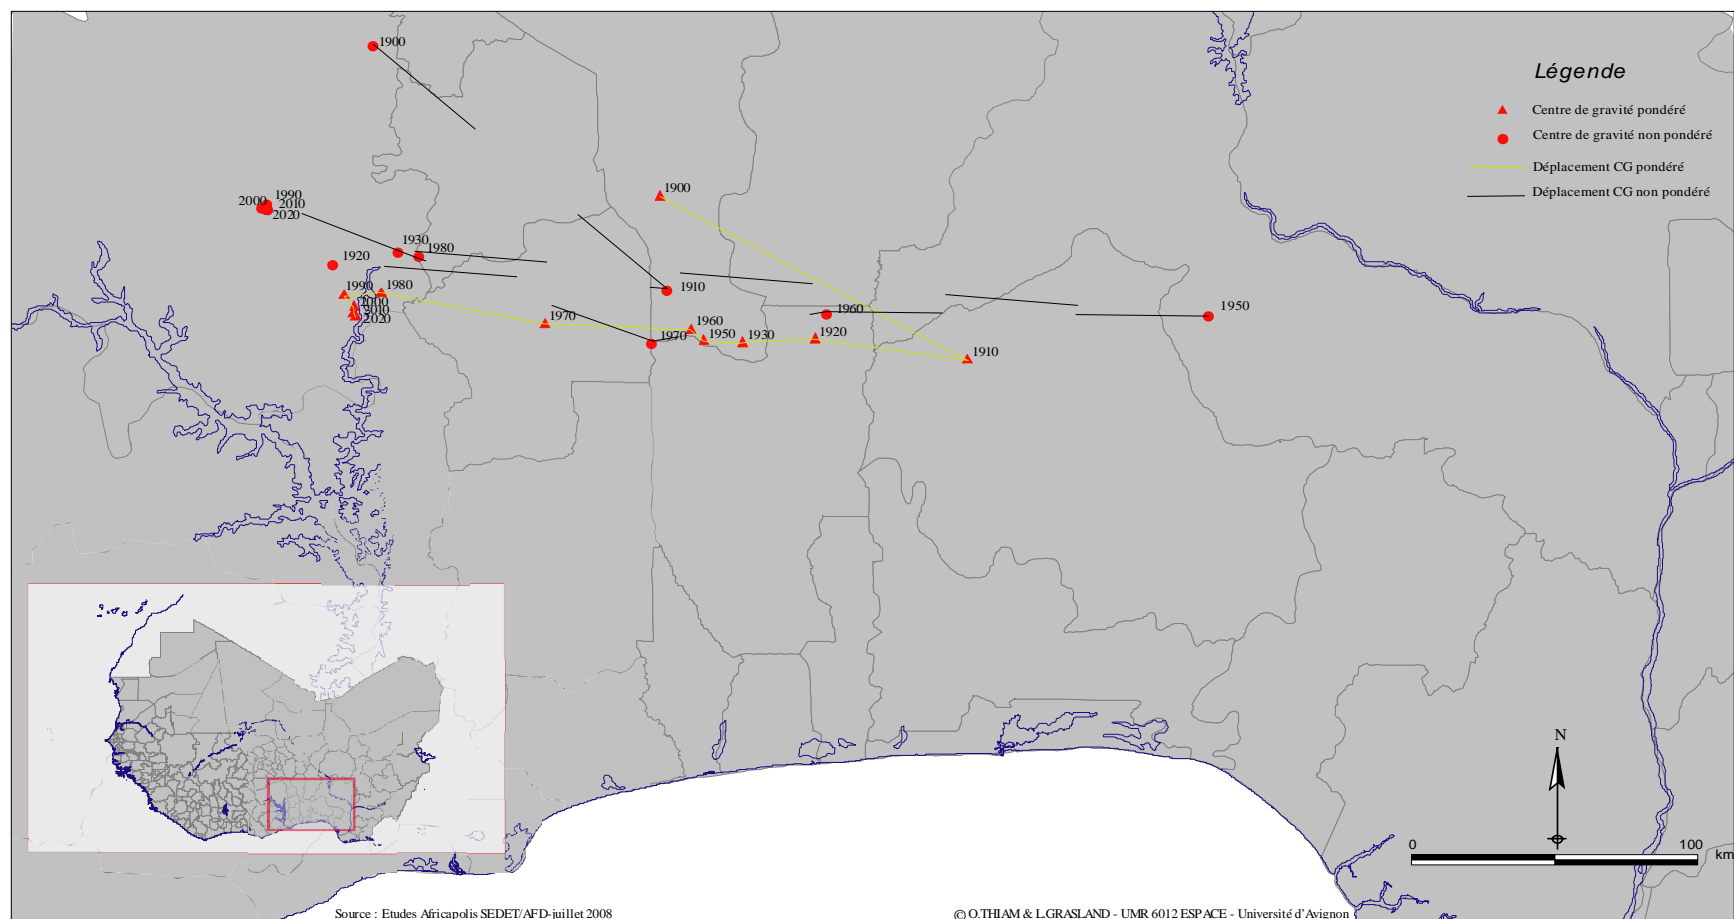 1900
Légende
Centre de gravité pondéré
Centre de gravité non pondéré
Déplacement CG pondéré
Déplacement CG non pondéré
1900
1990
2000
2010
2020
1930
1980
1920
1910
1950
1990
1980
2000
2010
2020
1970
1960
1960
1950
1930
1920
1970
1910
N
0
100
km
Source : Etudes Africapolis SEDET/AFD-juillet 2008
© O.THIAM & L.GRASLAND - UMR 6012 ESPACE - Université d'Avignon